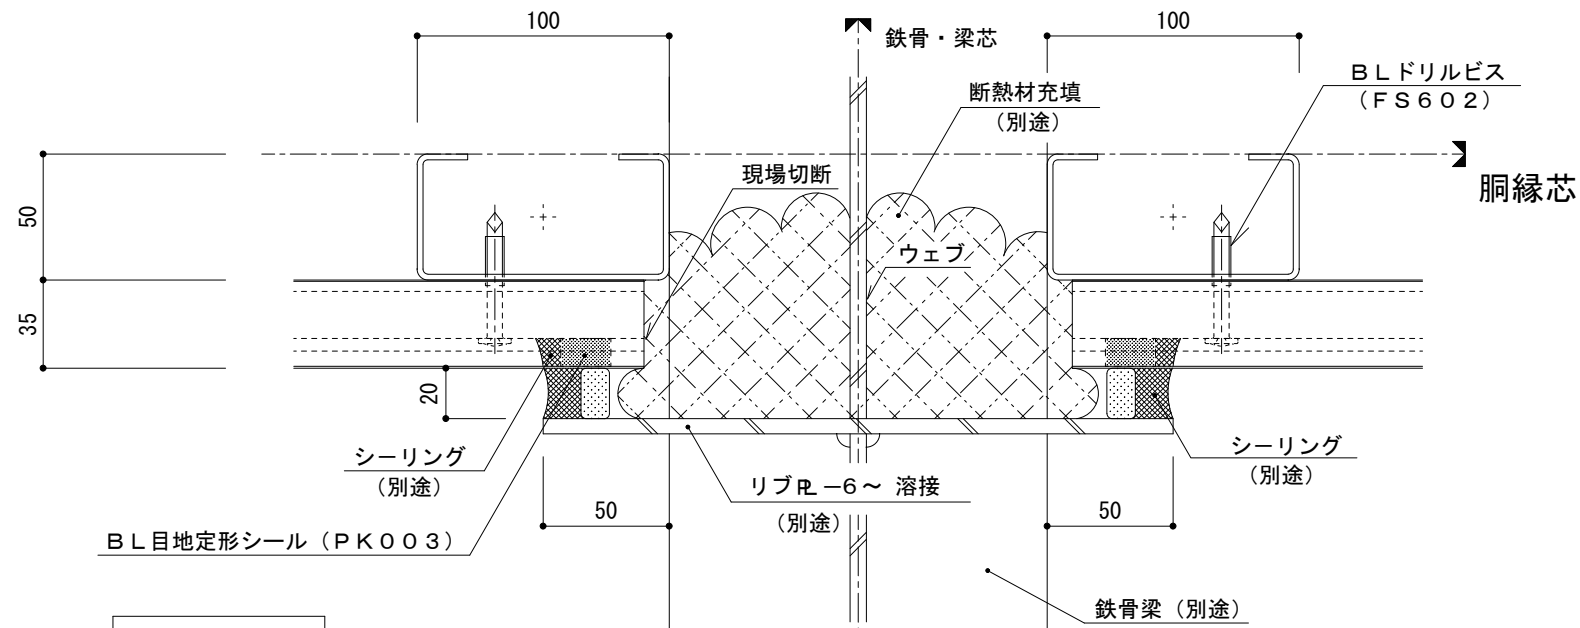 100
鉄骨・梁芯
100
BLドリルビス
(FS602)
断熱材充填
(別途)
現場切断
胴縁芯
50
ウェブ
35
20
シーリング
(別途)
シーリング
(別途)
リブPL-6~ 溶接
(別途)
50
50
BL目地定形シール(PK003)
鉄骨梁(別途)